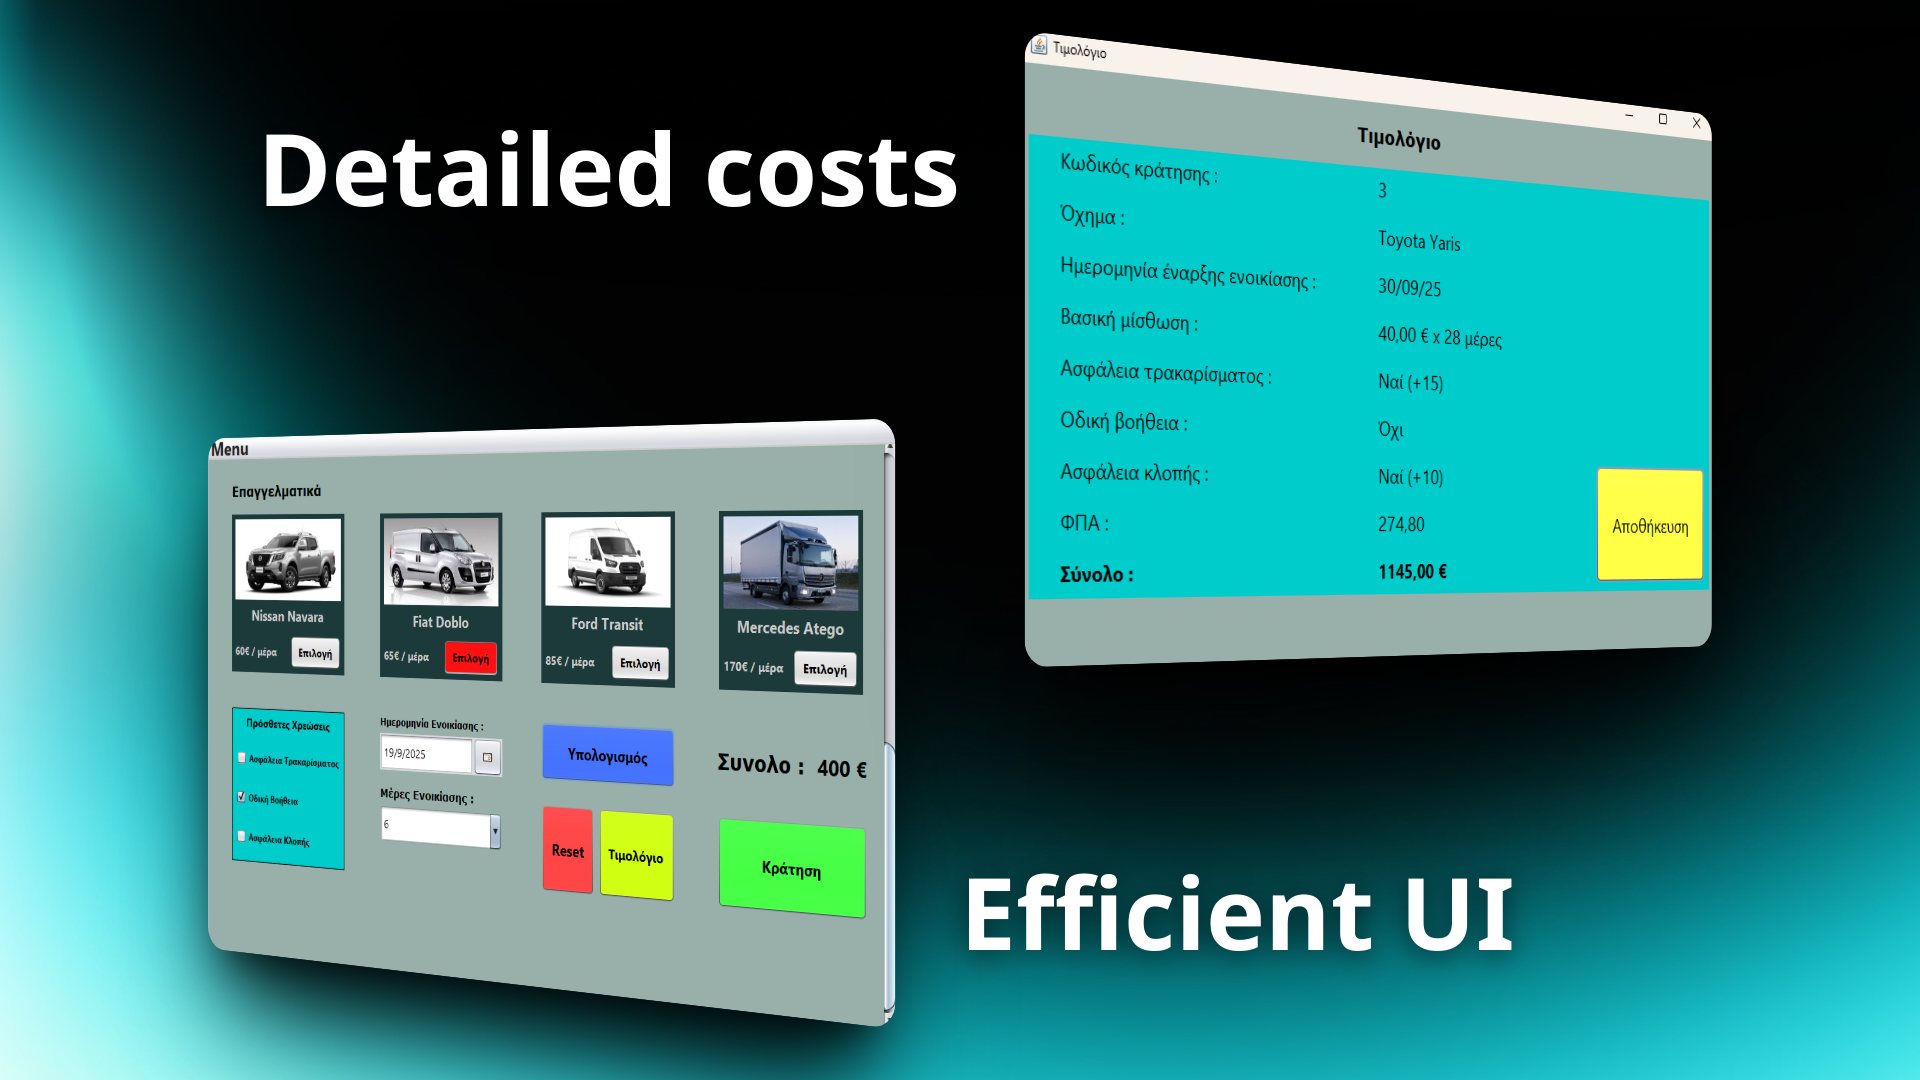 Detailed costs
Τιμολόγιο
Τιμολόγιο
Κωδικός κράτησης : 3
Όχημα : Toyota Yaris
Ημερομηνία έναρξης ενοικίασης : 30/09/25
Βασική μίσθωση : 40,00 € x 28 μέρες
Ασφάλεια τρακαρίσματος : Ναί (+15)
Οδική βοήθεια : Όχι
Ασφάλεια κλοπής : Ναί (+10)
ΦΠΑ : 274,80
Σύνολο : 1145,00 €
Αποθήκευση
Menu
Επαγγελματικά
Nissan Navara
60€ / μέρα Επιλογή
Fiat Doblo
65€ / μέρα Επιλογή
Ford Transit
85€ / μέρα Επιλογή
Mercedes Atego
170€ / μέρα Επιλογή
Πρόσθετες Χρεώσεις
Ασφάλεια Τρακαρίσματος
Οδική Βοήθεια
Ασφάλεια Κλοπής
Ημερομηνία Ενοικίασης :
19/9/2025
Μέρες Ενοικίασης :
6
Υπολογισμός
Reset
Τιμολόγιο
Συνολο : 400 €
Κράτηση
Efficient UI